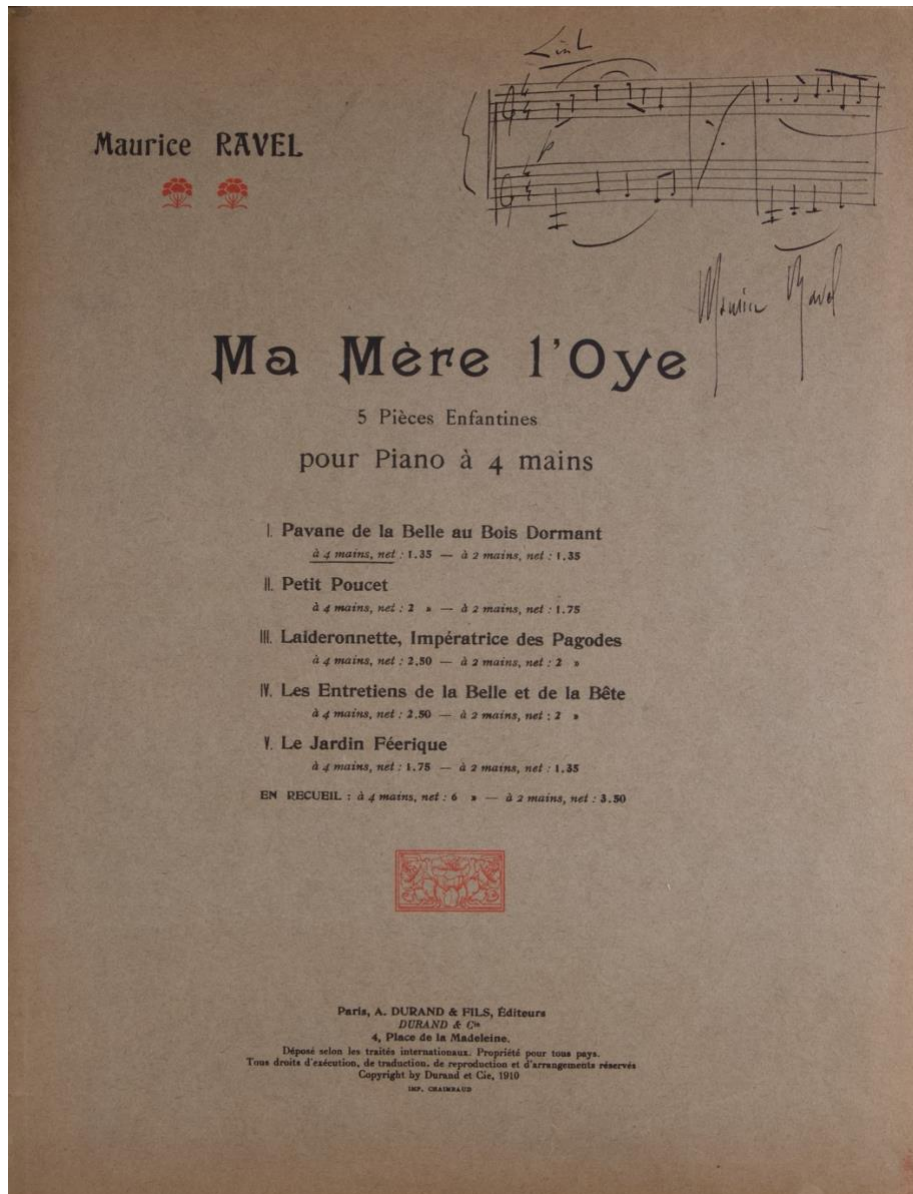 Lent
Maurice RAVEL
p
Maurice Ravel
Ma Mère l'Oye
5 Pièces Enfantines
pour Piano à 4 mains
I. Pavane de la Belle au Bois Dormant
à 4 mains, net : 1.35 — à 2 mains, net : 1.35
II. Petit Poucet
à 4 mains, net : 2 » — à 2 mains, net : 1.75
III. Laideronnette, Impératrice des Pagodes
à 4 mains, net : 2.50 — à 2 mains, net : 2 »
IV. Les Entretiens de la Belle et de la Bête
à 4 mains, net : 2.50 — à 2 mains, net : 2 »
V. Le Jardin Féerique
à 4 mains, net : 1.75 — à 2 mains, net : 1.35
EN RECUEIL : à 4 mains, net : 6 » — à 2 mains, net : 3.50
Paris, A. DURAND & FILS, Éditeurs
DURAND & Cie
4, Place de la Madeleine.
Déposé selon les traités internationaux. Propriété pour tous pays.
Tous droits d'exécution, de traduction, de reproduction et d'arrangements réservés
Copyright by Durand et Cie, 1910
IMP. CHAIMBAUD